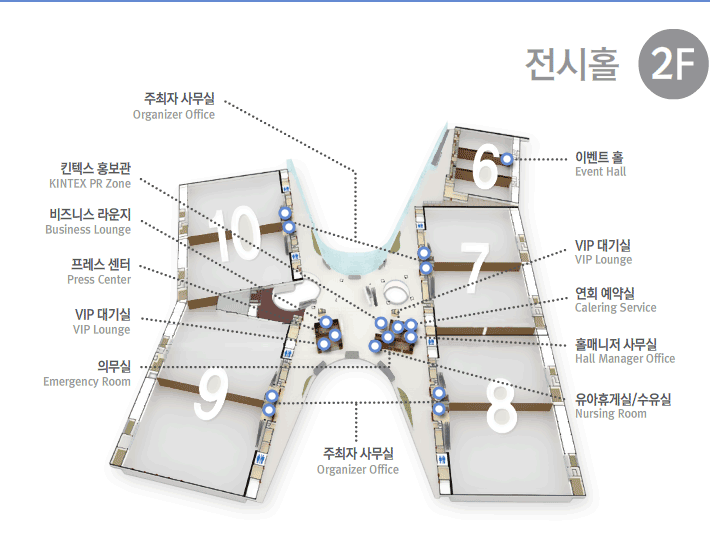 전시홀 2F
주최자 사무실
Organizer Office
킨텍스 홍보관
KINTEX PR Zone
비즈니스 라운지
Business Lounge
프레스 센터
Press Center
VIP 대기실
VIP Lounge
의무실
Emergency Room
이벤트 홀
Event Hall
VIP 대기실
VIP Lounge
연회 예약실
Calering Service
홀매니저 사무실
Hall Manager Office
유아휴게실/수유실
Nursing Room
주최자 사무실
Organizer Office
6
10
7
9
8